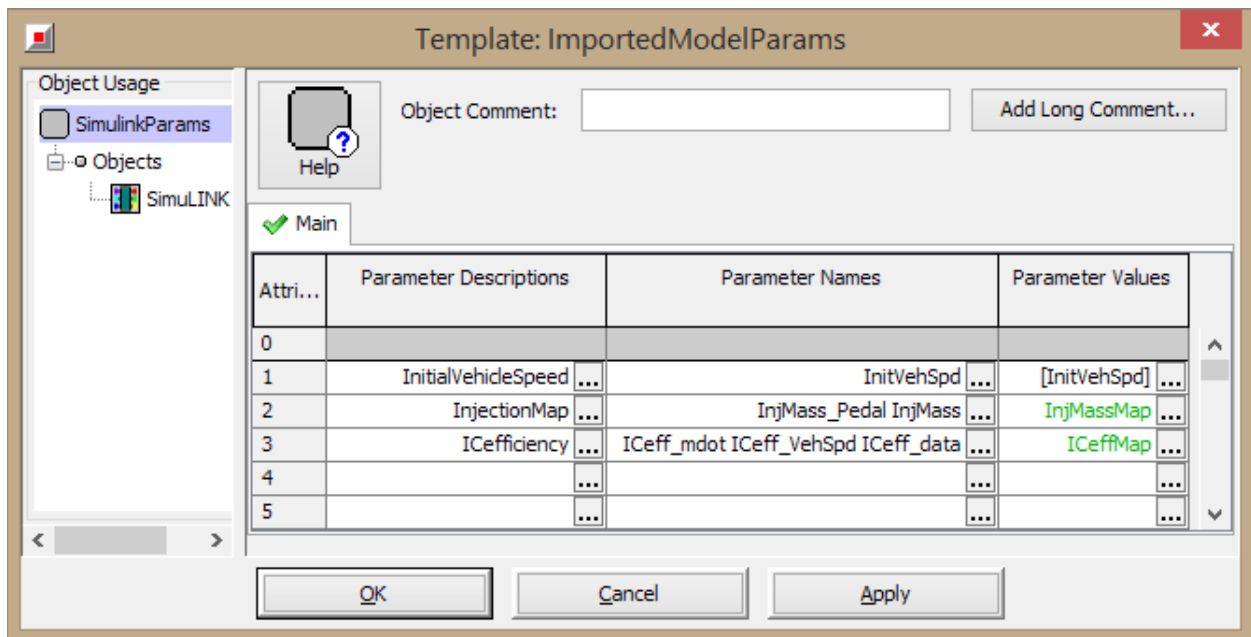 Template: ImportedModelParams
x
Object Usage
SimulinkParams
Objects
SimuLINK
? Help
Object Comment:
Add Long Comment...
Main
Attri... Parameter Descriptions Parameter Names Parameter Values
0
1 InitialVehicleSpeed ... InitVehSpd ... [InitVehSpd] ...
2 InjectionMap ... InjMass_Pedal InjMass ... InjMassMap ...
3 ICefficiency ... ICeff_mdot ICeff_VehSpd ICeff_data ... ICeffMap ...
4 ... ... ...
5 ... ... ...
OK Cancel Apply